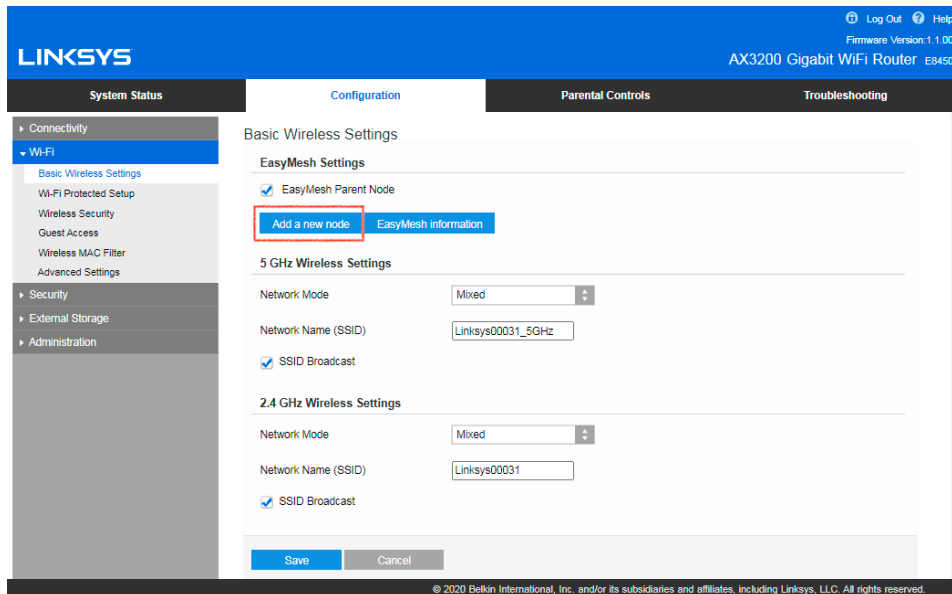 Log Out Help
Firmware Version:1.1.00
LINKSYS
AX3200 Gigabit WiFi Router E8450
System Status Configuration Parental Controls Troubleshooting
Connectivity
Wi-Fi
Basic Wireless Settings
Wi-Fi Protected Setup
Wireless Security
Guest Access
Wireless MAC Filter
Advanced Settings
Security
External Storage
Administration
Basic Wireless Settings
EasyMesh Settings
EasyMesh Parent Node
Add a new node EasyMesh information
5 GHz Wireless Settings
Network Mode Mixed
Network Name (SSID) Linksys00031_5GHz
SSID Broadcast
2.4 GHz Wireless Settings
Network Mode Mixed
Network Name (SSID) Linksys00031
SSID Broadcast
Save Cancel
© 2020 Belkin International, Inc. and/or its subsidiaries and affiliates, including Linksys, LLC. All rights reserved.